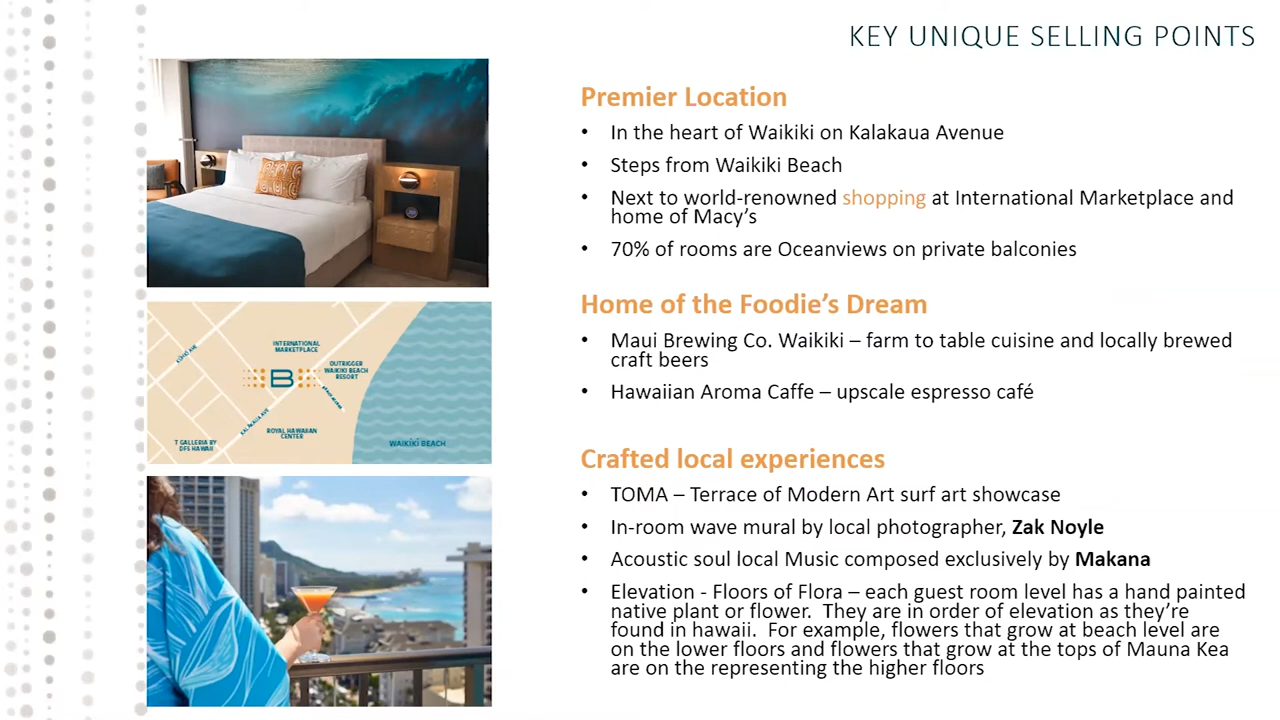 KEY UNIQUE SELLING POINTS
Premier Location
• In the heart of Waikiki on Kalakaua Avenue
• Steps from Waikiki Beach
• Next to world-renowned shopping at International Marketplace and
home of Macy's
• 70% of rooms are Oceanviews on private balconies
Home of the Foodie's Dream
• Maui Brewing Co. Waikiki – farm to table cuisine and locally brewed
craft beers
• Hawaiian Aroma Caffe – upscale espresso café
Crafted local experiences
• TOMA – Terrace of Modern Art surf art showcase
• In-room wave mural by local photographer, Zak Noyle
• Acoustic soul local Music composed exclusively by Makana
• Elevation - Floors of Flora – each guest room level has a hand painted
native plant or flower.  They are in order of elevation as they're
found in hawaii.  For example, flowers that grow at beach level are
on the lower floors and flowers that grow at the tops of Mauna Kea
are on the representing the higher floors
KŪHIŌ AVE
INTERNATIONAL
MARKETPLACE
B
OUTRIGGER
WAIKIKI BEACH
RESORT
KALĀKAUA AVE
ROYAL HAWAIIAN
CENTER
T GALLERIA BY
DFS HAWAII
WAIKĪKĪ BEACH